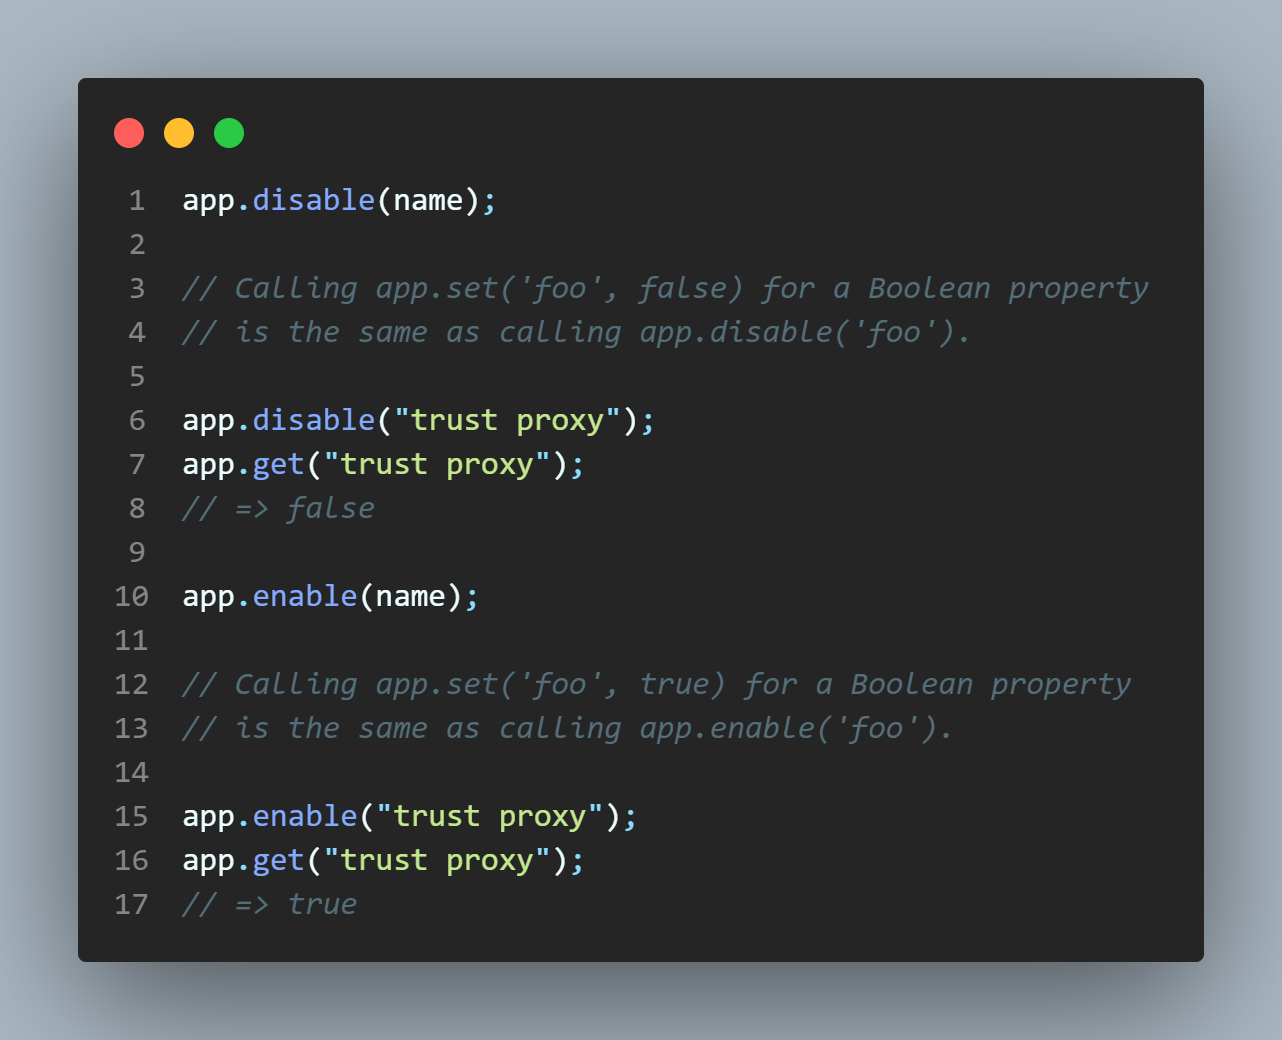 1 app.disable(name);
2
3 // Calling app.set('foo', false) for a Boolean property
4 // is the same as calling app.disable('foo').
5
6 app.disable("trust proxy");
7 app.get("trust proxy");
8 // => false
9
10 app.enable(name);
11
12 // Calling app.set('foo', true) for a Boolean property
13 // is the same as calling app.enable('foo').
14
15 app.enable("trust proxy");
16 app.get("trust proxy");
17 // => true